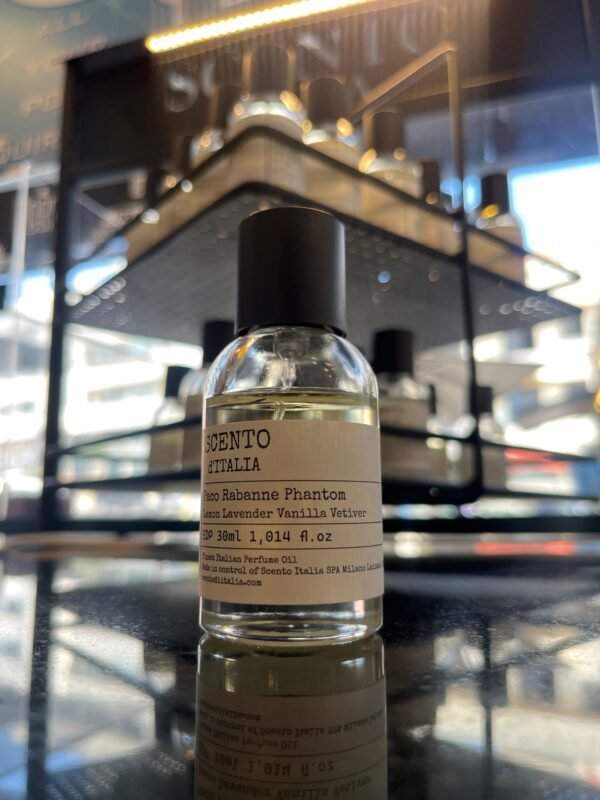 SCENTO
SCENTO
d'ITALIA
Paco Rabanne Phantom
Lemon Lavender Vanilla Vetiver
EDP 30ml 1,014 fl.oz
Finest Italian Perfume Oil
Made in control of Scento Italia SPA Milano
scentoditalia.com